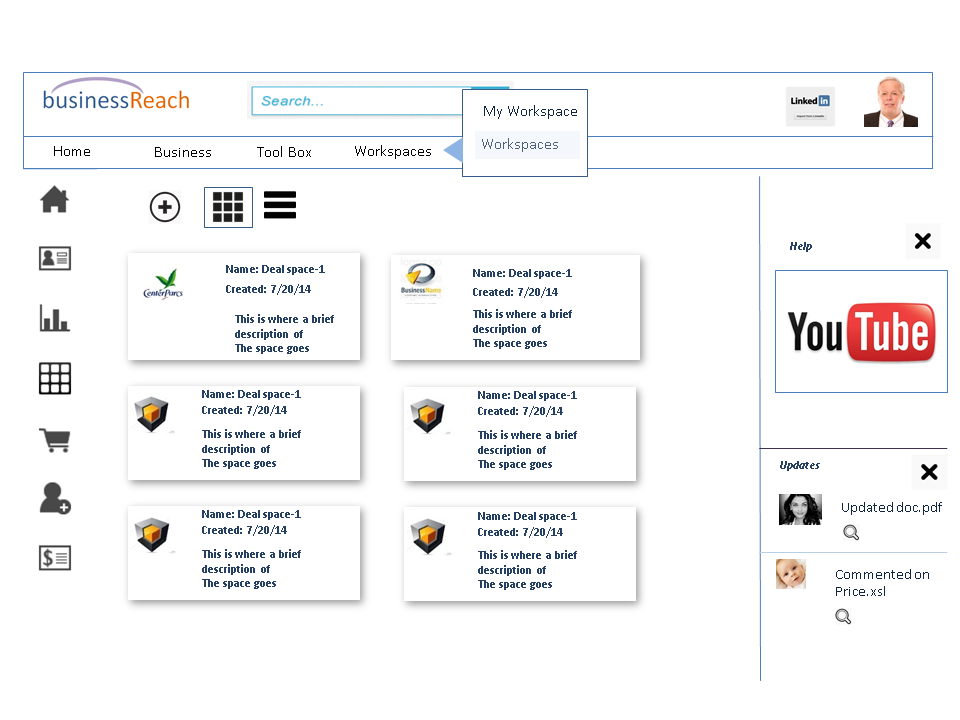 businessReach
Search...
Linked in
My Workspace
Workspaces
Home
Business
Tool Box
Workspaces
Help
YouTube
CenterParcs
Name: Deal space-1
Created: 7/20/14
This is where a brief
description of
The space goes
BusinessName
Name: Deal space-1
Created: 7/20/14
This is where a brief
description of
The space goes
Name: Deal space-1
Created: 7/20/14
This is where a brief
description of
The space goes
Name: Deal space-1
Created: 7/20/14
This is where a brief
description of
The space goes
Name: Deal space-1
Created: 7/20/14
This is where a brief
description of
The space goes
Name: Deal space-1
Created: 7/20/14
This is where a brief
description of
The space goes
Updates
Updated doc.pdf
Commented on
Price.xsl